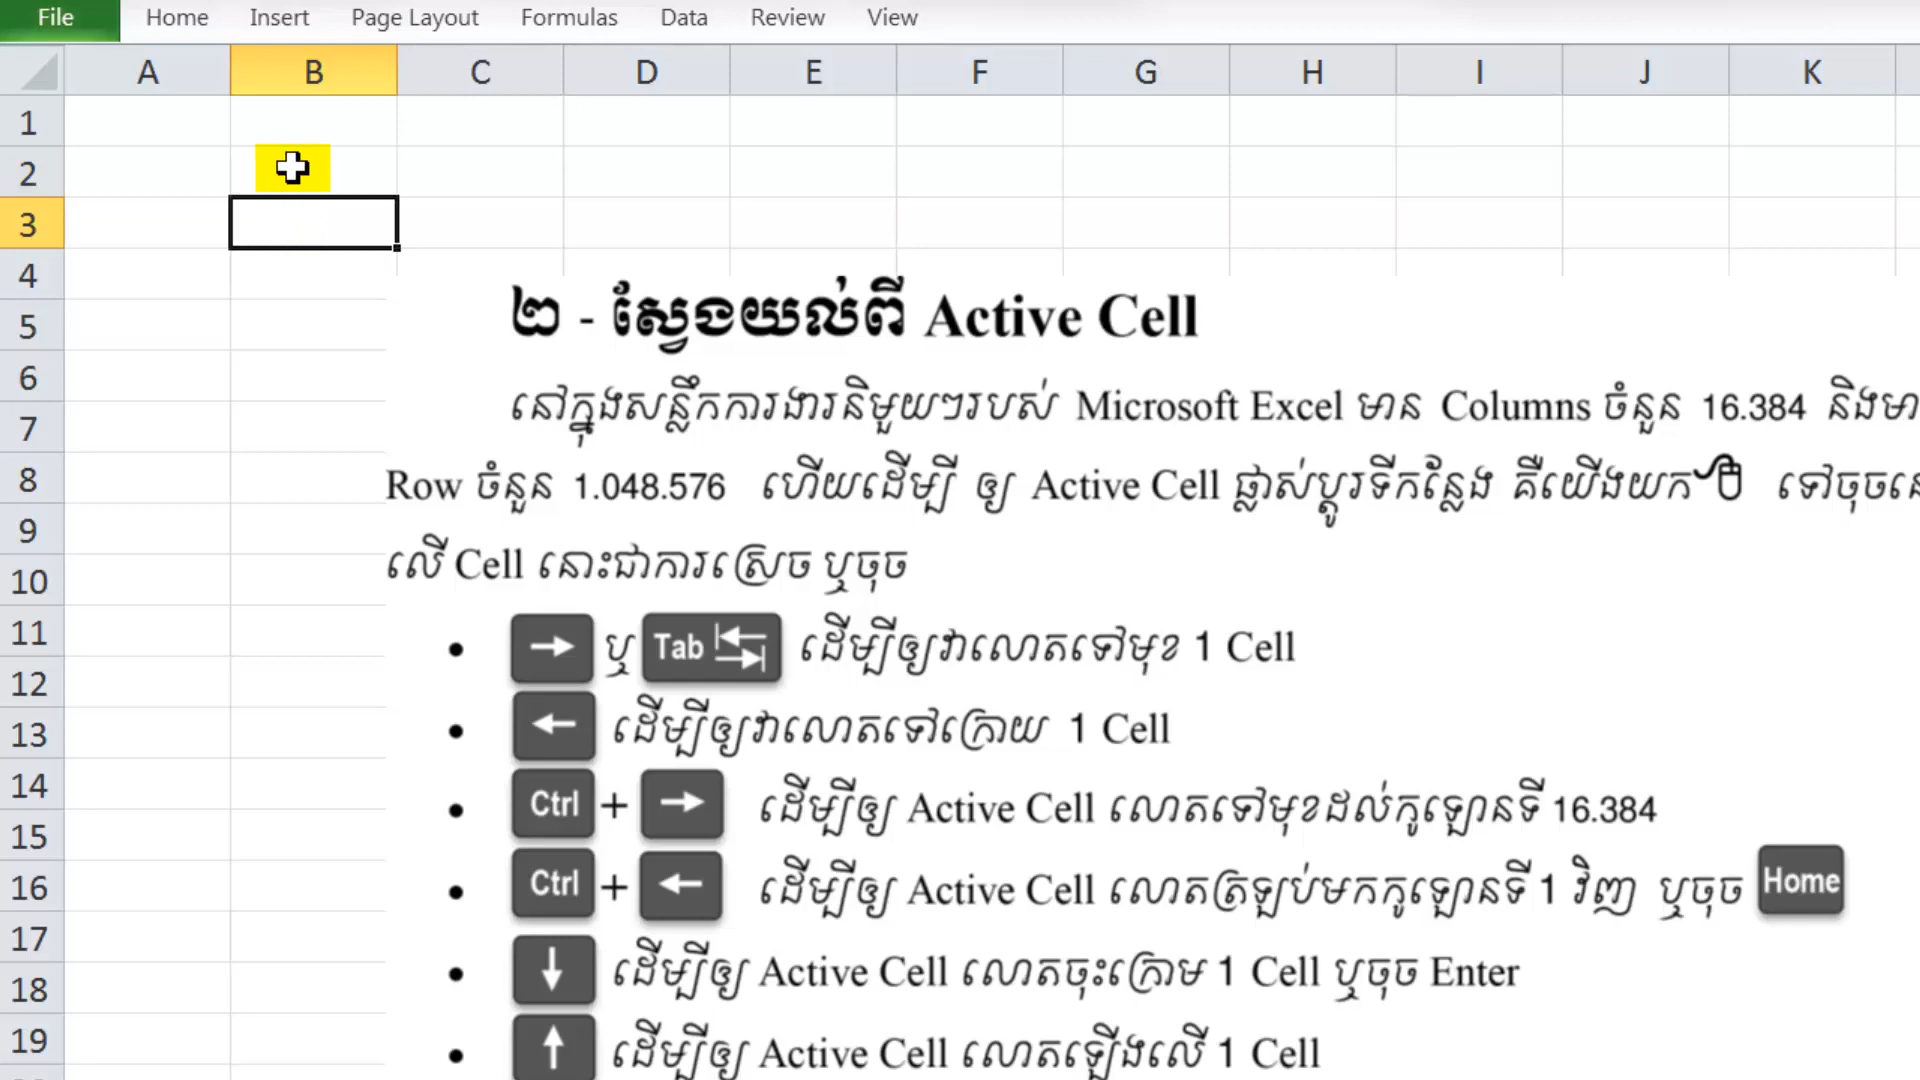 File Home Insert Page Layout Formulas Data Review View
A B C D E F G H I J K
1
2
3
4
5
6
7
8
9
10
11
12
13
14
15
16
17
18
19
២ - ស្វែងយល់ពី Active Cell
នៅក្នុងសន្លឹកការងារនិមួយៗរបស់ Microsoft Excel មាន Columns ចំនួន 16.384 និងមា
Row ចំនួន 1.048.576 ហើយដើម្បី ឲ្យ Active Cell ផ្លាស់ប្ដូរទីកន្លែង គឺយើងយក ទៅចុចនេ
លើ Cell នោះជាការស្រេច ឬចុច
• → ឬ Tab ដើម្បីឲ្យវាលោតទៅមុខ 1 Cell
• ← ដើម្បីឲ្យវាលោតទៅក្រោយ 1 Cell
• Ctrl + → ដើម្បីឲ្យ Active Cell លោតទៅមុខដល់កូឡោនទី 16.384
• Ctrl + ← ដើម្បីឲ្យ Active Cell លោតត្រឡប់មកកូឡោនទី 1 វិញ ឬចុច Home
• ↓ ដើម្បីឲ្យ Active Cell លោតចុះក្រោម 1 Cell ឬចុច Enter
• ↑ ដើម្បីឲ្យ Active Cell លោតឡើងលើ 1 Cell